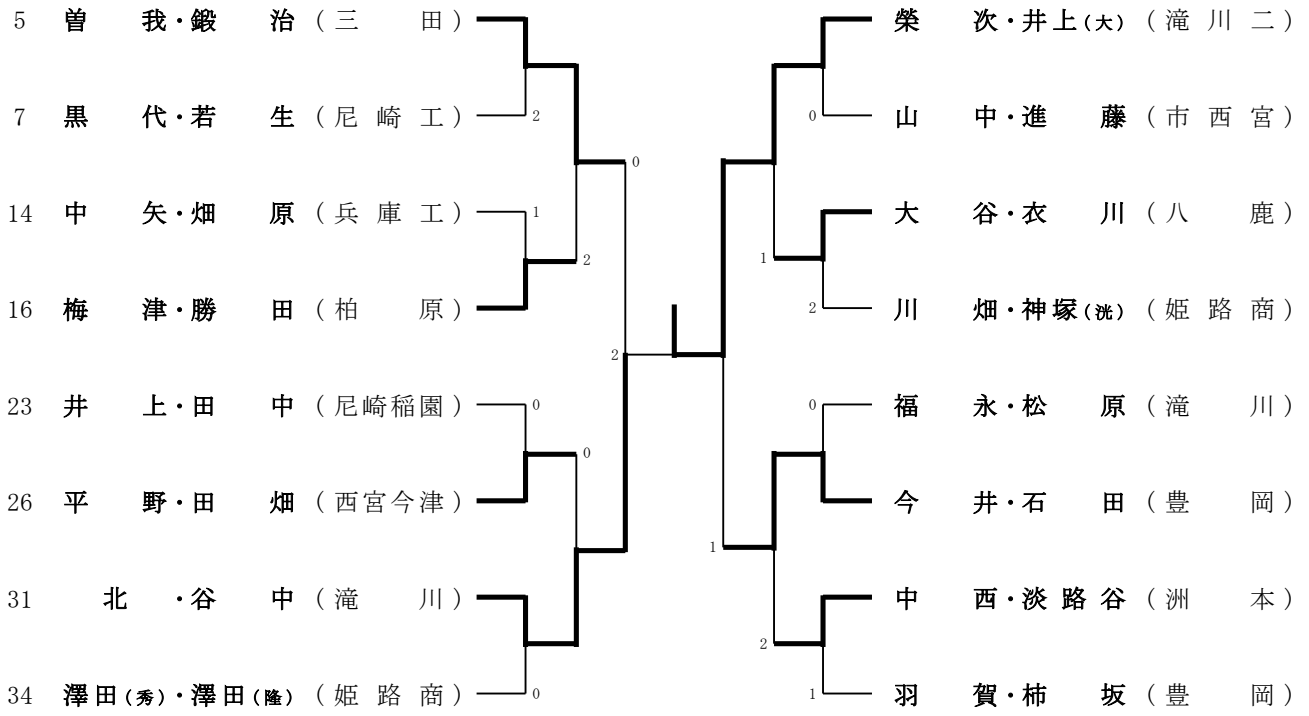 5 曽我・鍛治(三田) 榮次・井上(大)(滝川二)
7 黒代・若生(尼崎工) 2 0 山中・進藤(市西宮)
0
14 中矢・畑原(兵庫工) 1 大谷・衣川(八鹿)
2 1
16 梅津・勝田(柏原) 2 川畑・神塚(洸)(姫路商)
2
23 井上・田中(尼崎稲園) 0 0 福永・松原(滝川)
0
26 平野・田畑(西宮今津) 今井・石田(豊岡)
1
31 北・谷中(滝川) 中西・淡路谷(洲本)
2
34 澤田(秀)・澤田(隆)(姫路商) 0 1 羽賀・柿坂(豊岡)